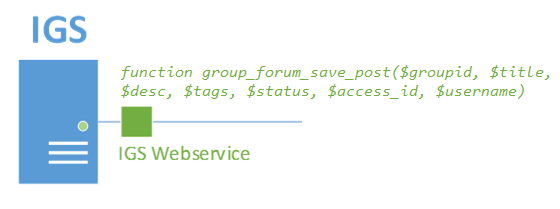 IGS
function group_forum_save_post($groupid, $title,
$desc, $tags, $status, $access_id, $username)
IGS Webservice